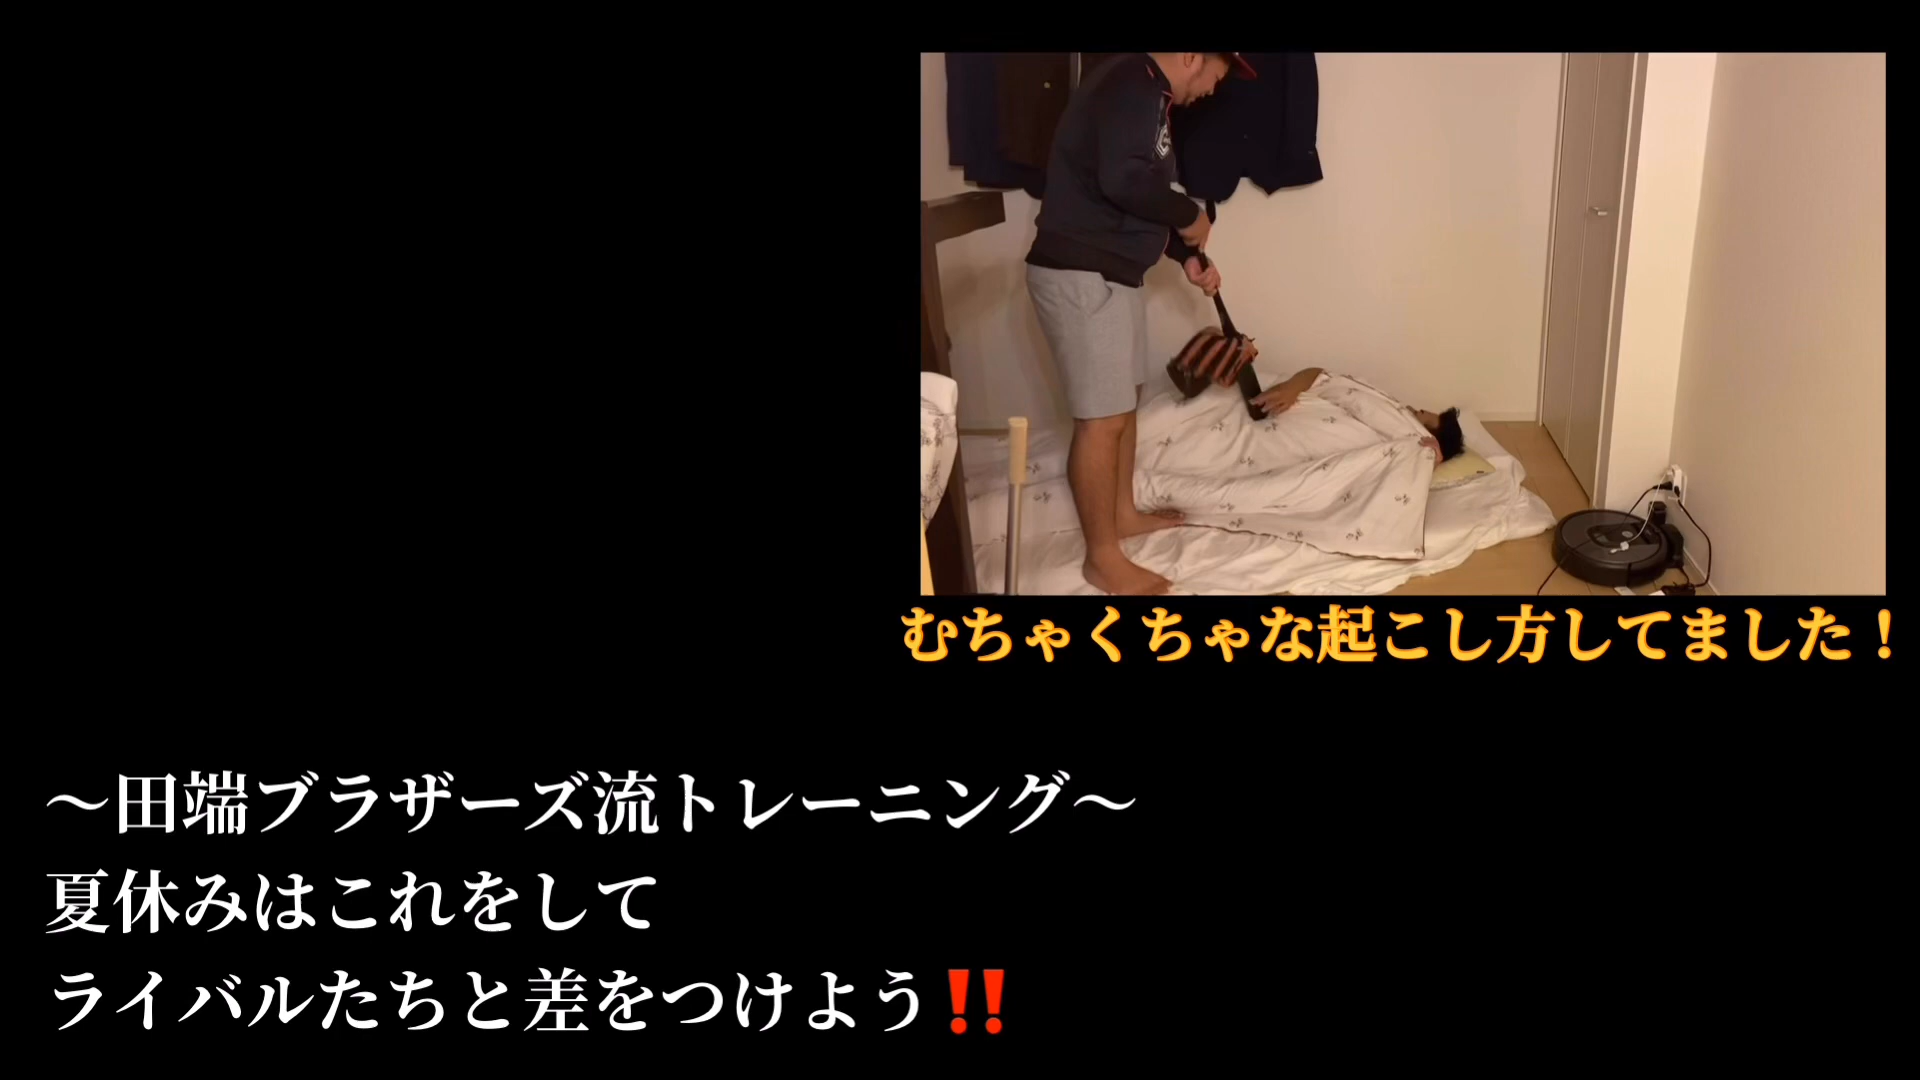 むちゃくちゃな起こし方してました！
～田端ブラザーズ流トレーニング～
夏休みはこれをして
ライバルたちと差をつけよう‼